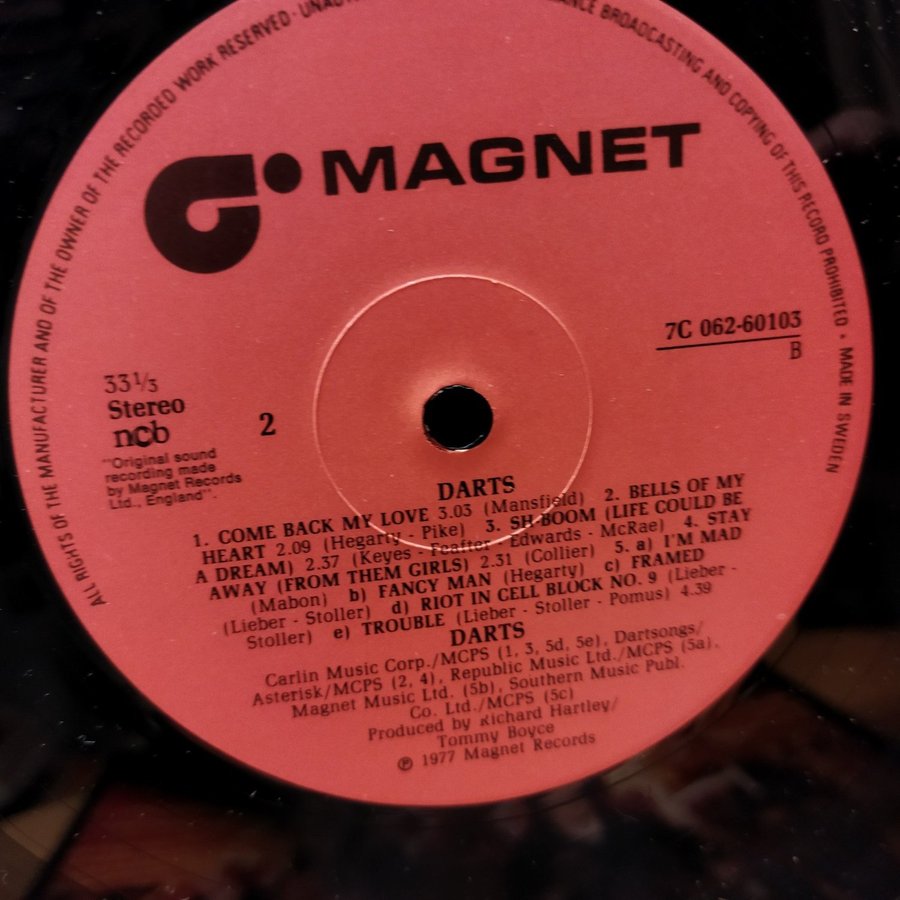 ALL RIGHTS OF THE MANUFACTURER AND OF THE OWNER OF THE RECORDED WORK RESERVED · BROADCASTING AND COPYING OF THIS RECORD PROHIBITED · MADE IN SWEDEN
MAGNET
7C 062-60103
B
33 1/3
Stereo
ncb
2
"Original sound
recording made
by Magnet Records
Ltd., England".
DARTS
1. COME BACK MY LOVE 3.03 (Mansfield) 2. BELLS OF MY
HEART 2.09 (Hegarty - Pike) 3. SH-BOOM (LIFE COULD BE
A DREAM) 2.37 (Keyes - Feaster - Edwards - McRae) 4. STAY
AWAY (FROM THEM GIRLS) 2.31 (Collier) 5. a) I'M MAD
(Mabon) b) FANCY MAN (Hegarty) c) FRAMED
(Lieber - Stoller) d) RIOT IN CELL BLOCK NO. 9 (Lieber -
Stoller) e) TROUBLE (Lieber - Stoller - Pomus) 4.39
DARTS
Carlin Music Corp./MCPS (1, 3, 5d, 5e), Dartsongs/
Asterisk/MCPS (2, 4), Republic Music Ltd./MCPS (5a),
Magnet Music Ltd. (5b), Southern Music Publ.
Co. Ltd./MCPS (5c)
Produced by Richard Hartley/
Tommy Boyce
℗ 1977 Magnet Records